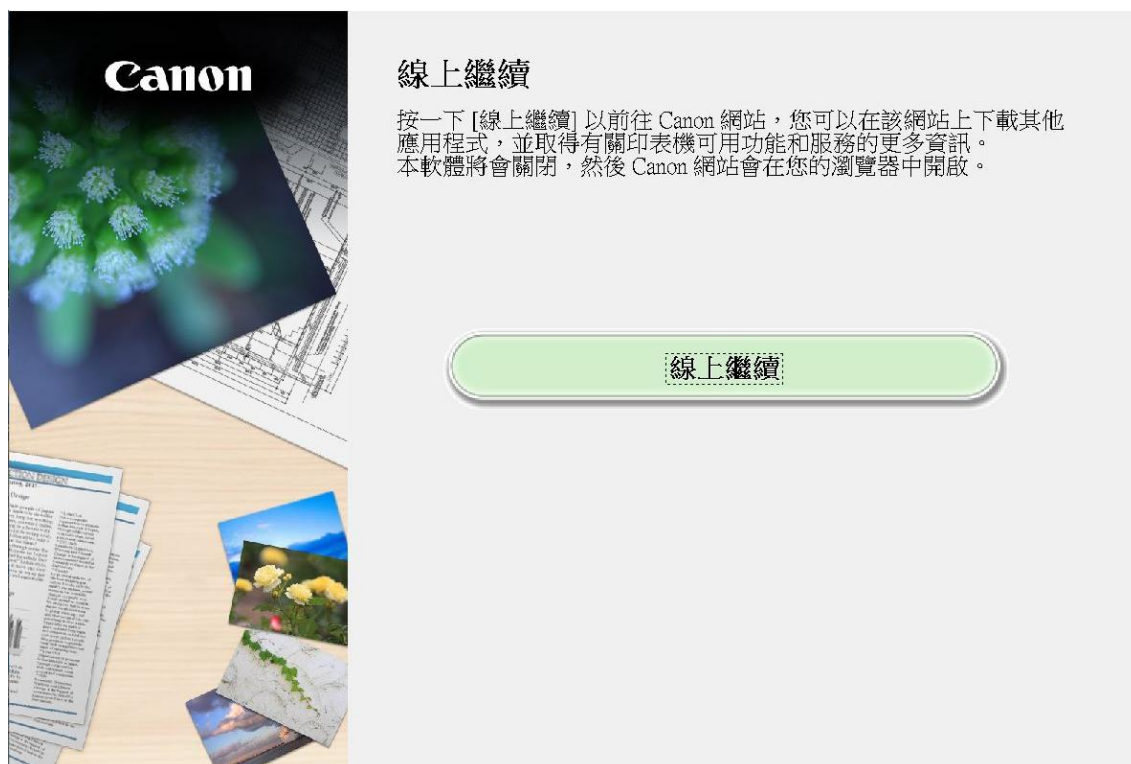 Canon
線上繼續
按一下 [線上繼續] 以前往 Canon 網站，您可以在該網站上下載其他
應用程式，並取得有關印表機可用功能和服務的更多資訊。
本軟體將會關閉，然後 Canon 網站會在您的瀏覽器中開啟。
線上繼續